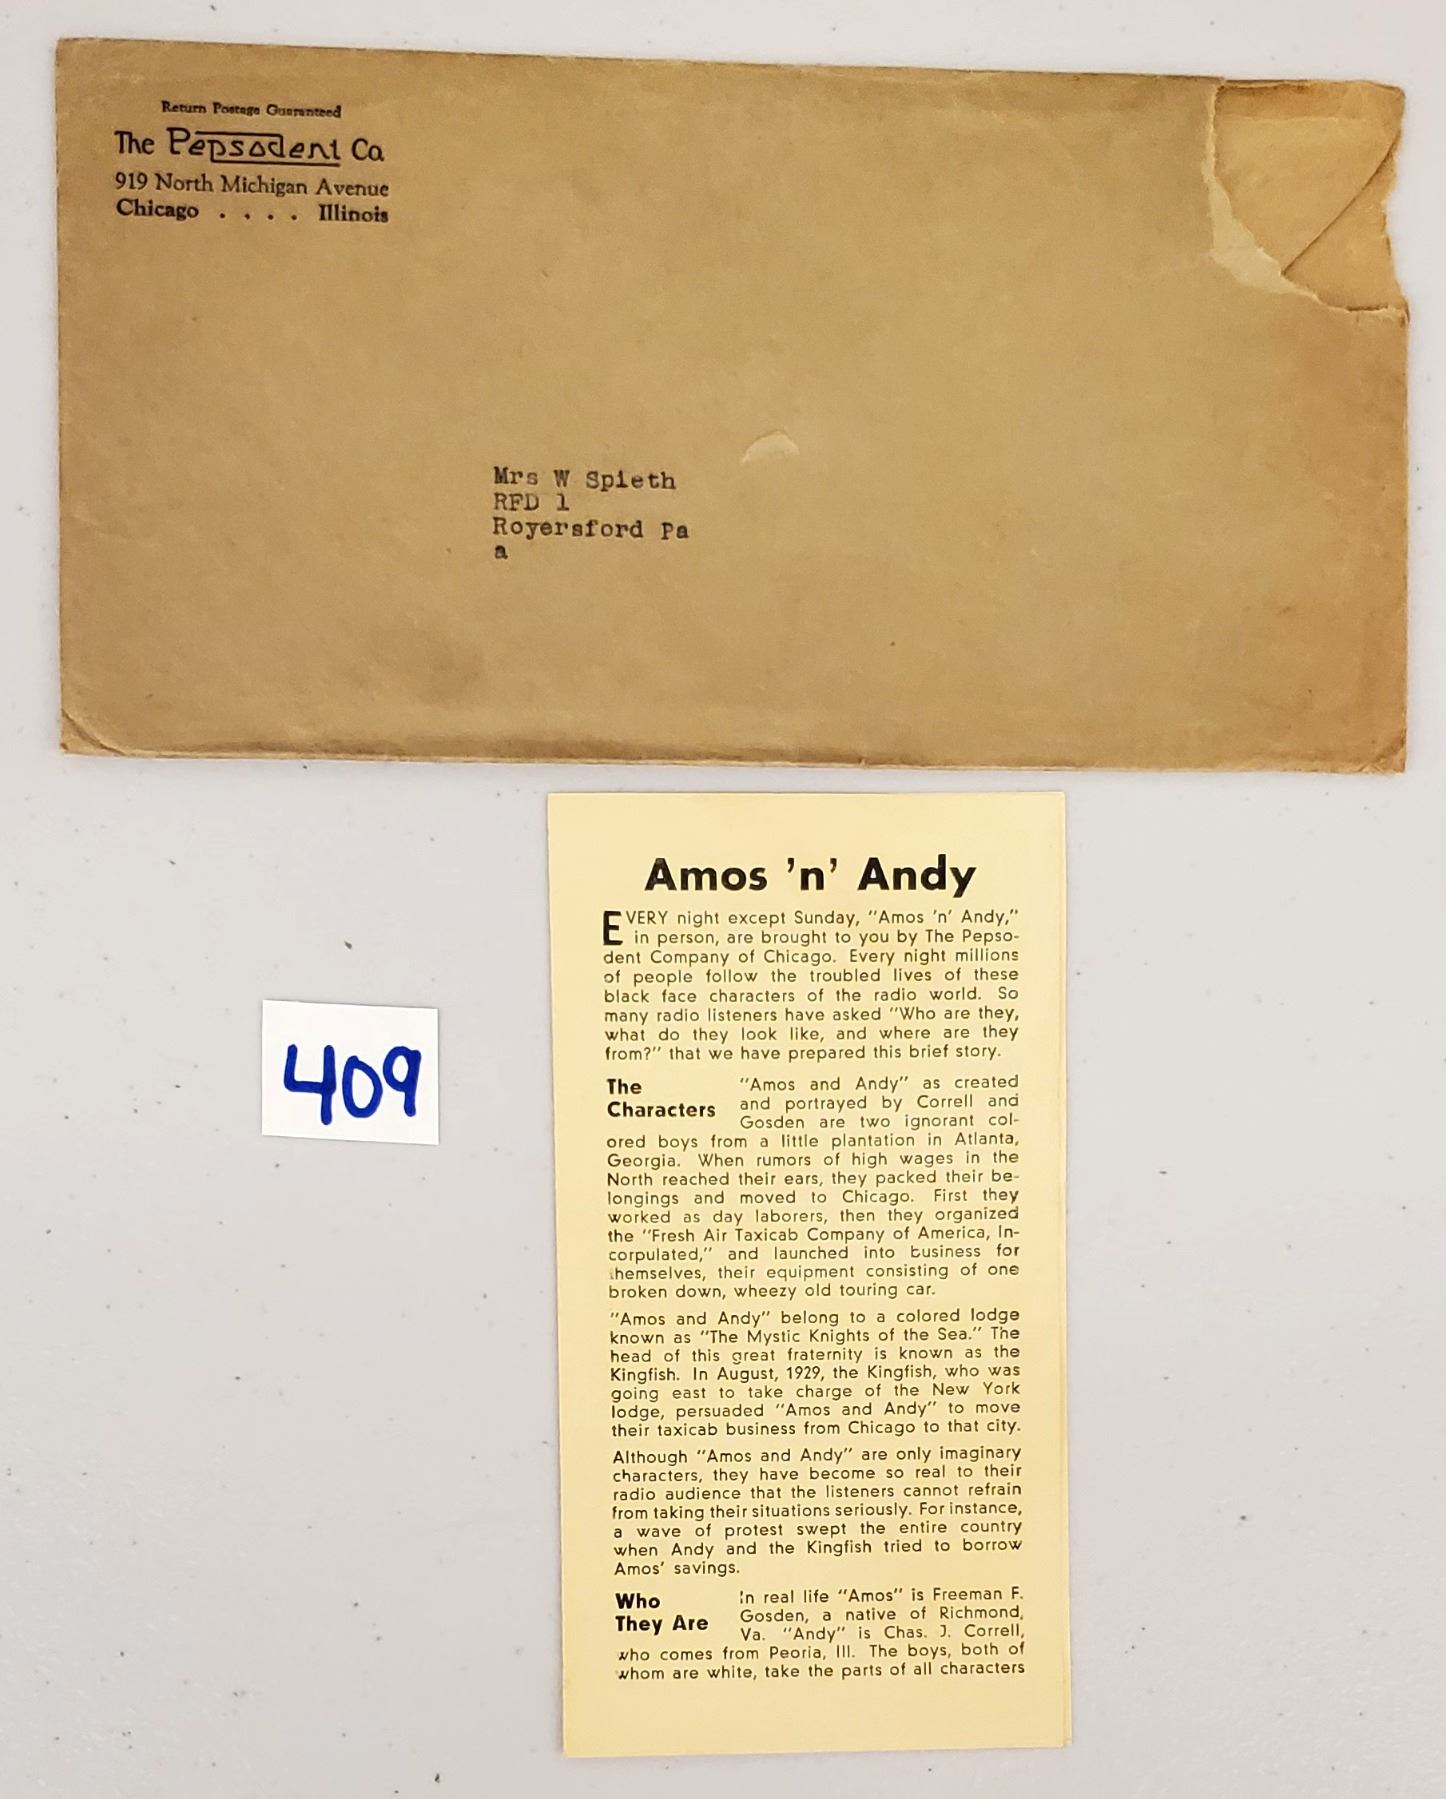 Return Postage Guaranteed
The Pepsodent Co.
919 North Michigan Avenue
Chicago . . . . Illinois
Mrs W Spieth
RFD 1
Royersford Pa
a
409
Amos 'n' Andy
EVERY night except Sunday, "Amos 'n' Andy,"
in person, are brought to you by The Pepso-
dent Company of Chicago. Every night millions
of people follow the troubled lives of these
black face characters of the radio world. So
many radio listeners have asked "Who are they,
what do they look like, and where are they
from?" that we have prepared this brief story.
The
Characters
"Amos and Andy" as created
and portrayed by Correll and
Gosden are two ignorant col-
ored boys from a little plantation in Atlanta,
Georgia. When rumors of high wages in the
North reached their ears, they packed their be-
longings and moved to Chicago. First they
worked as day laborers, then they organized
the "Fresh Air Taxicab Company of America, In-
corpulated," and launched into business for
themselves, their equipment consisting of one
broken down, wheezy old touring car.
"Amos and Andy" belong to a colored lodge
known as "The Mystic Knights of the Sea." The
head of this great fraternity is known as the
Kingfish. In August, 1929, the Kingfish, who was
going east to take charge of the New York
lodge, persuaded "Amos and Andy" to move
their taxicab business from Chicago to that city.
Although "Amos and Andy" are only imaginary
characters, they have become so real to their
radio audience that the listeners cannot refrain
from taking their situations seriously. For instance,
a wave of protest swept the entire country
when Andy and the Kingfish tried to borrow
Amos' savings.
Who
They Are
In real life "Amos" is Freeman F.
Gosden, a native of Richmond,
Va. "Andy" is Chas. J. Correll,
who comes from Peoria, Ill. The boys, both of
whom are white, take the parts of all characters